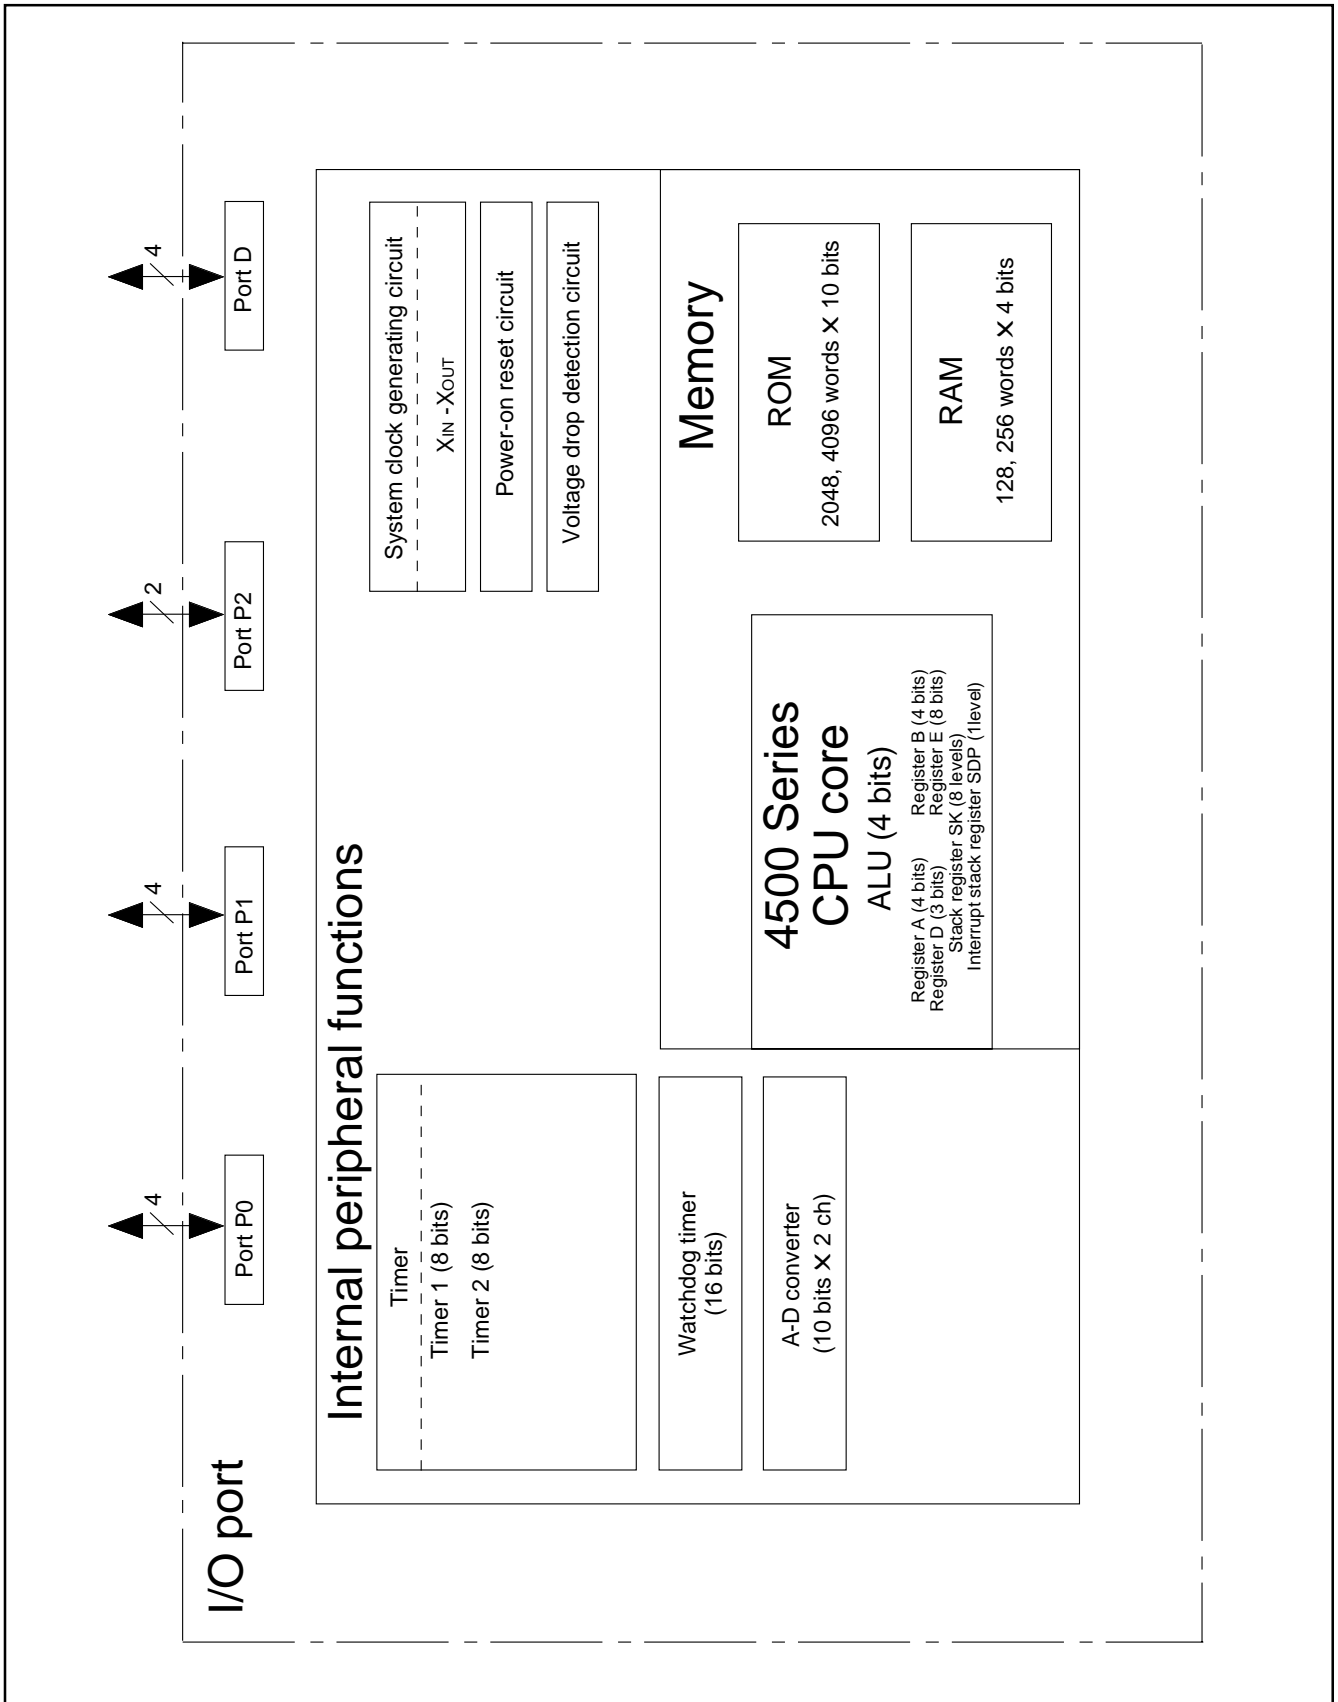 4
4
2
4
I/O port
Port P0
Port P1
Port P2
Port D
Internal peripheral functions
Timer
Timer 1 (8 bits)
Timer 2 (8 bits)
Watchdog timer
(16 bits)
A-D converter
(10 bits X 2 ch)
System clock generating circuit
XIN -XOUT
Power-on reset circuit
Voltage drop detection circuit
4500 Series
CPU core
ALU (4 bits)
Register A (4 bits) Register B (4 bits)
Register D (3 bits) Register E (8 bits)
Stack register SK (8 levels)
Interrupt stack register SDP (1level)
Memory
ROM
2048, 4096 words X 10 bits
RAM
128, 256 words X 4 bits